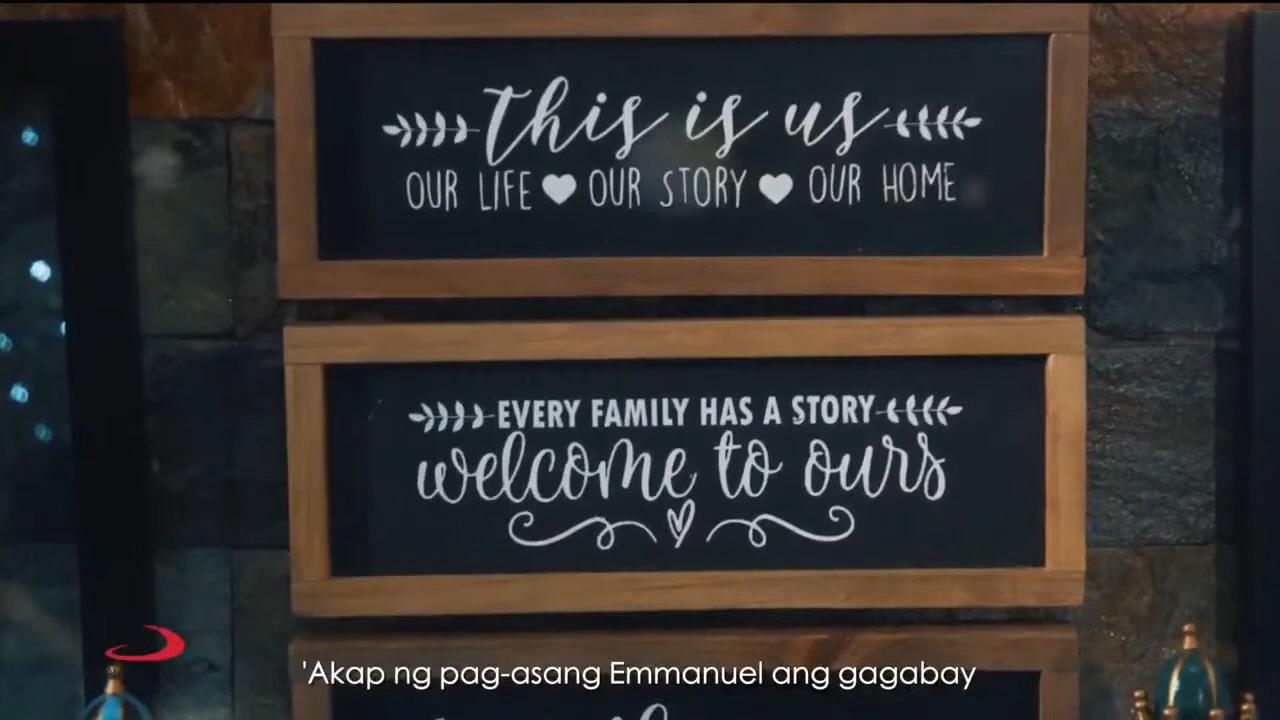 this is us
OUR LIFE ♥ OUR STORY ♥ OUR HOME
EVERY FAMILY HAS A STORY
welcome to ours
'Akap ng pag-asang Emmanuel ang gagabay